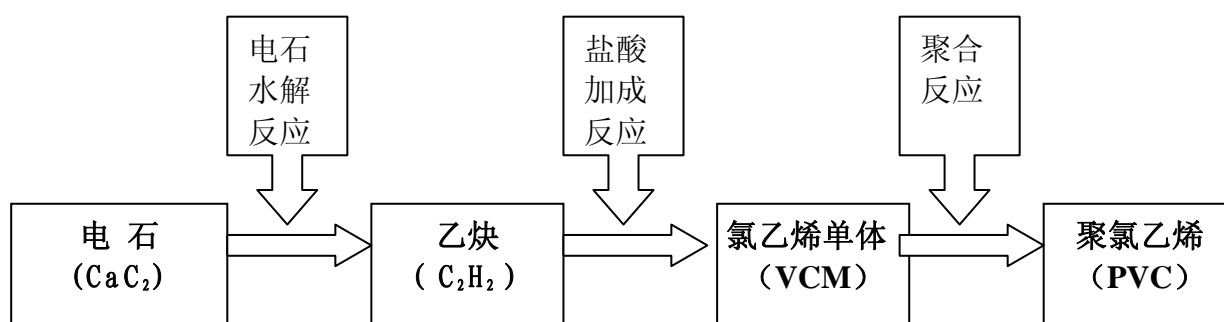 电石
水解
反应
盐酸
加成
反应
聚合
反应
电 石
(CaC₂)
乙炔
( C₂H₂ )
氯乙烯单体
（VCM）
聚氯乙烯
（PVC）